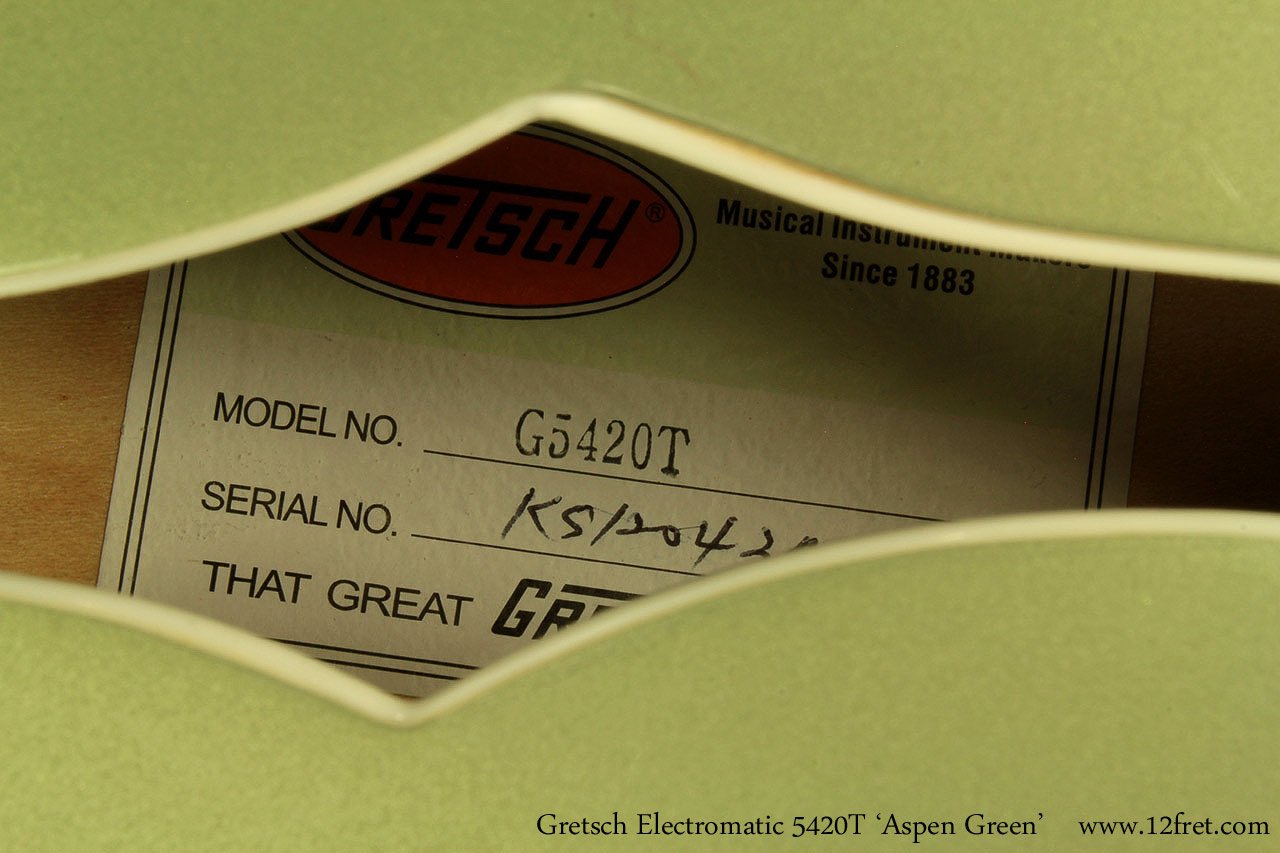 GRETSCH®
Musical Instrument Makers
Since 1883
MODEL NO. G5420T
SERIAL NO.
THAT GREAT
Gretsch Electromatic 5420T ‘Aspen Green’ www.12fret.com